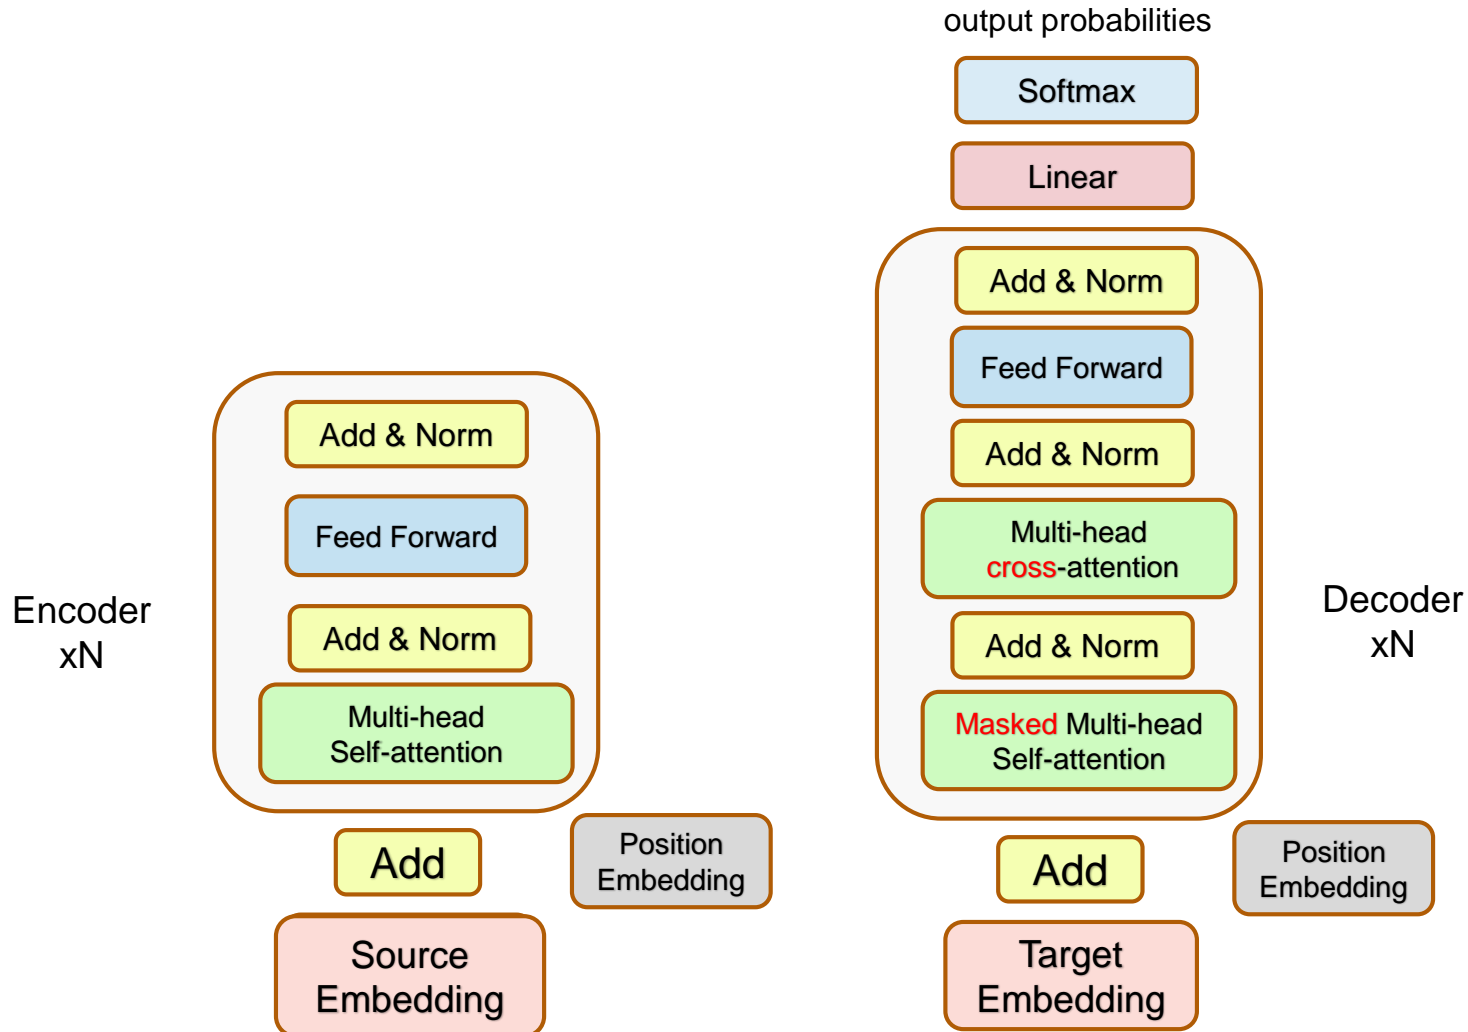 output probabilities
Softmax
Linear
Add & Norm
Feed Forward
Add & Norm
Multi-head
cross-attention
Add & Norm
Masked Multi-head
Self-attention
Decoder
xN
Add
Position
Embedding
Target
Embedding
Add & Norm
Feed Forward
Add & Norm
Multi-head
Self-attention
Encoder
xN
Add
Position
Embedding
Source
Embedding